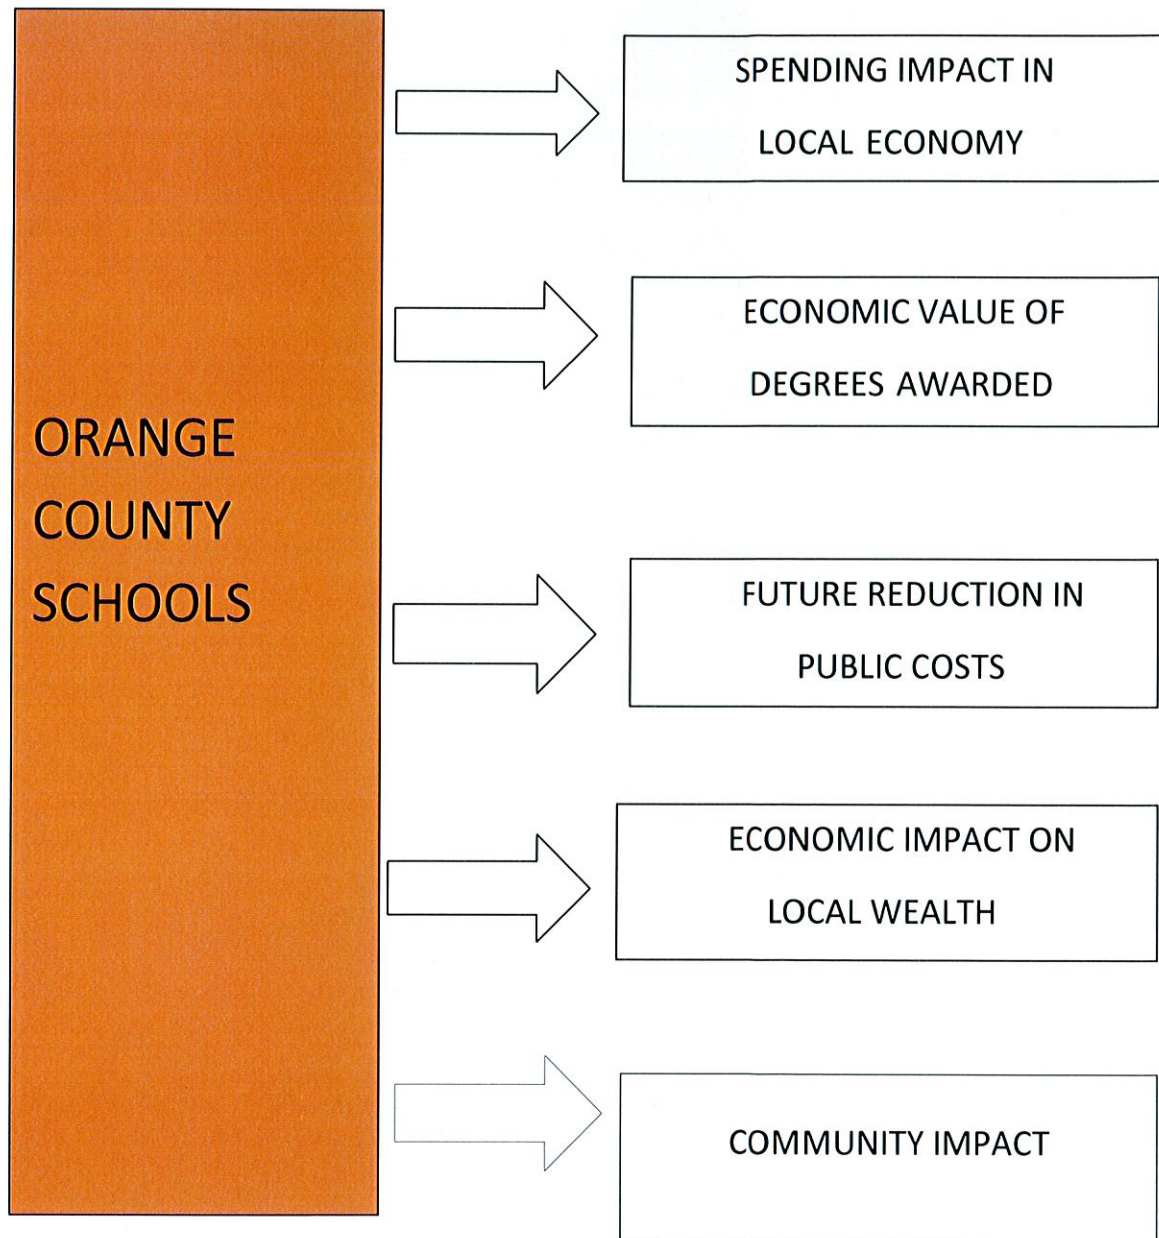 ORANGE
COUNTY
SCHOOLS
SPENDING IMPACT IN
LOCAL ECONOMY
ECONOMIC VALUE OF
DEGREES AWARDED
FUTURE REDUCTION IN
PUBLIC COSTS
ECONOMIC IMPACT ON
LOCAL WEALTH
COMMUNITY IMPACT